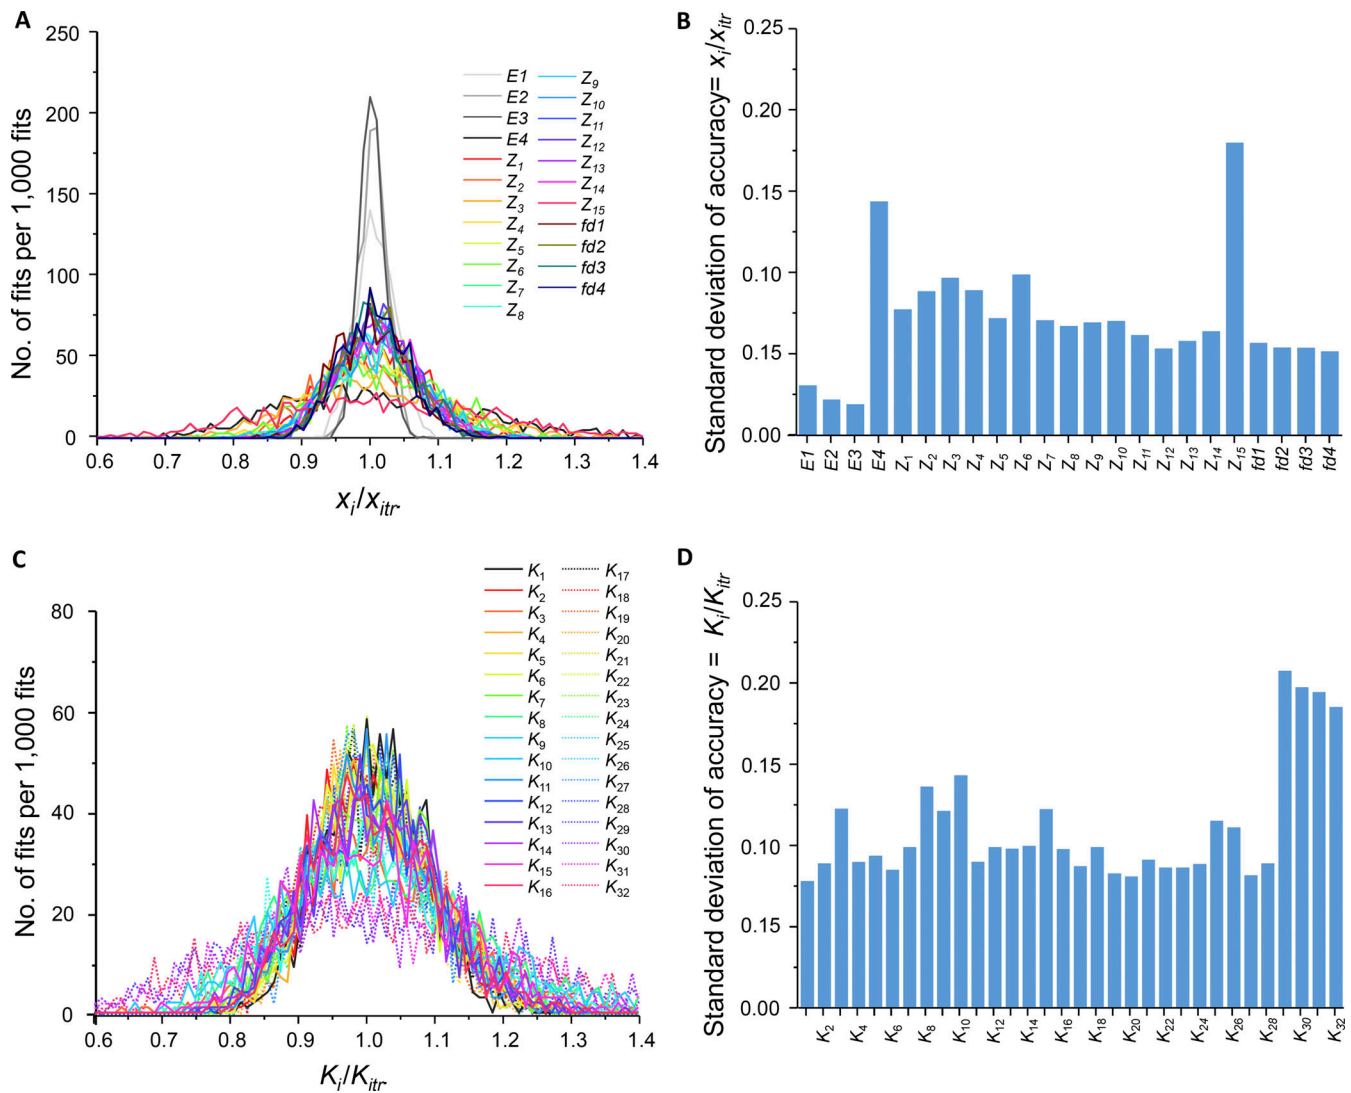 A
No. of fits per 1,000 fits
250
200
150
100
50
0
0.6
0.7
0.8
0.9
1.0
1.1
1.2
1.3
1.4
xi/xitr.
E1
E2
E3
E4
Z1
Z2
Z3
Z4
Z5
Z6
Z7
Z8
Z9
Z10
Z11
Z12
Z13
Z14
Z15
fd1
fd2
fd3
fd4
B
Standard deviation of accuracy= xi/xitr
0.25
0.20
0.15
0.10
0.15
0.00
E1
E2
E3
E4
Z1
Z2
Z3
Z4
Z5
Z6
Z7
Z8
Z9
Z10
Z11
Z12
Z13
Z14
Z15
fd1
fd2
fd3
fd4
C
No. of fits per 1,000 fits
80
60
40
20
0
0.6
0.7
0.8
0.9
1.0
1.1
1.2
1.3
1.4
Ki/Kitr.
K1
K2
K3
K4
K5
K6
K7
K8
K9
K10
K11
K12
K13
K14
K15
K16
K17
K18
K19
K20
K21
K22
K23
K24
K25
K26
K27
K28
K29
K30
K31
K32
D
Standard deviation of accuracy = Ki/Kitr
0.25
0.20
0.15
0.10
0.15
0.00
K2
K4
K6
K8
K10
K12
K14
K16
K18
K20
K22
K24
K26
K28
K30
K32